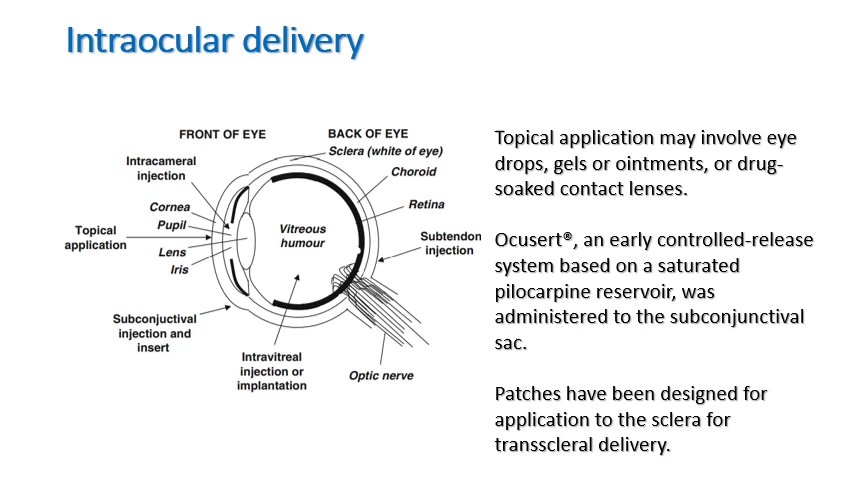 Intraocular delivery
FRONT OF EYE
BACK OF EYE
Sclera (white of eye)
Intracameral
injection
Choroid
Cornea
Retina
Pupil
Topical
application
Vitreous
humour
Subtendon
injection
Lens
Iris
Subconjuctival
injection and
insert
Intravitreal
injection or
implantation
Optic nerve
Topical application may involve eye
drops, gels or ointments, or drug-
soaked contact lenses.
Ocusert®, an early controlled-release
system based on a saturated
pilocarpine reservoir, was
administered to the subconjunctival
sac.
Patches have been designed for
application to the sclera for
transscleral delivery.